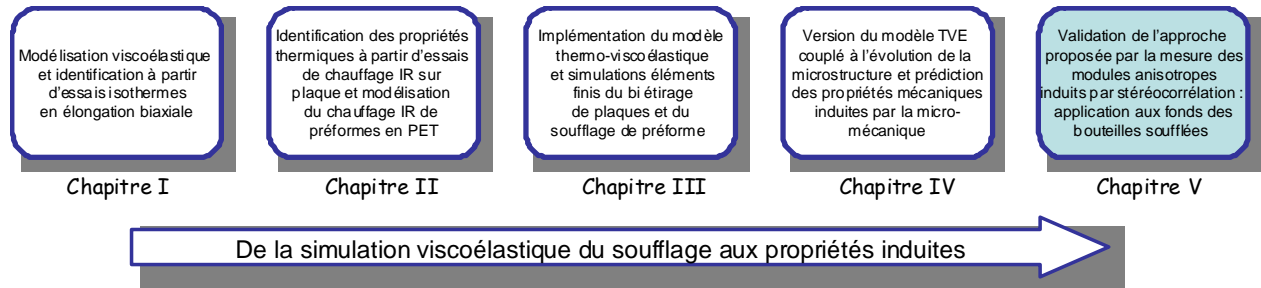 Modélisation viscoélastique
et identification à partir
d'essais isothermes
en élongation biaxiale
Identification des propriétés
thermiques à partir d'essais
de chauffage IR sur
plaque et modélisation
du chauffage IR de
préformes en PET
Implémentation du modèle
thermo-viscoélastique
et simulations éléments
finis du bi étirage
de plaques et du
soufflage de préforme
Version du modèle TVE
couplé à l'évolution de la
microstructure et prédiction
des propriétés mécaniques
induites par la micro-
mécanique
Validation de l'approche
proposée par la mesure des
modules anisotropes
induits par stéréocorrélation :
application aux fonds des
bouteilles soufflées
Chapitre I
Chapitre II
Chapitre III
Chapitre IV
Chapitre V
De la simulation viscoélastique du soufflage aux propriétés induites